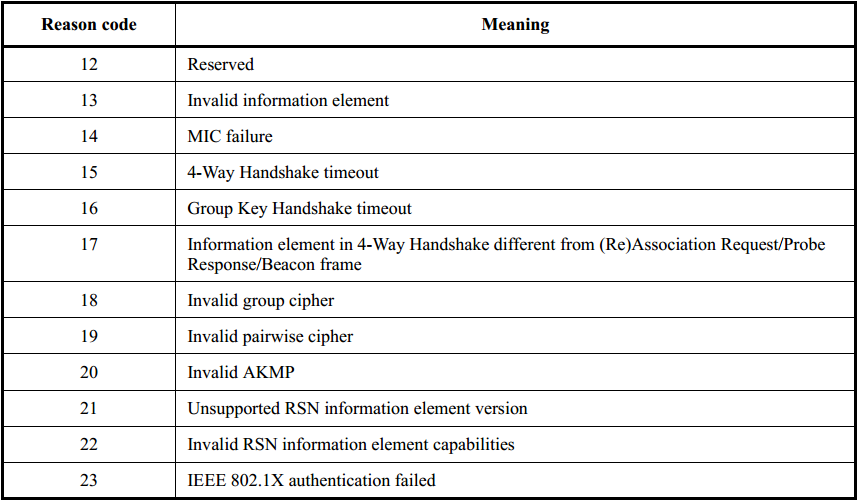 Reason code Meaning
12 Reserved
13 Invalid information element
14 MIC failure
15 4-Way Handshake timeout
16 Group Key Handshake timeout
17 Information element in 4-Way Handshake different from (Re)Association Request/Probe
Response/Beacon frame
18 Invalid group cipher
19 Invalid pairwise cipher
20 Invalid AKMP
21 Unsupported RSN information element version
22 Invalid RSN information element capabilities
23 IEEE 802.1X authentication failed